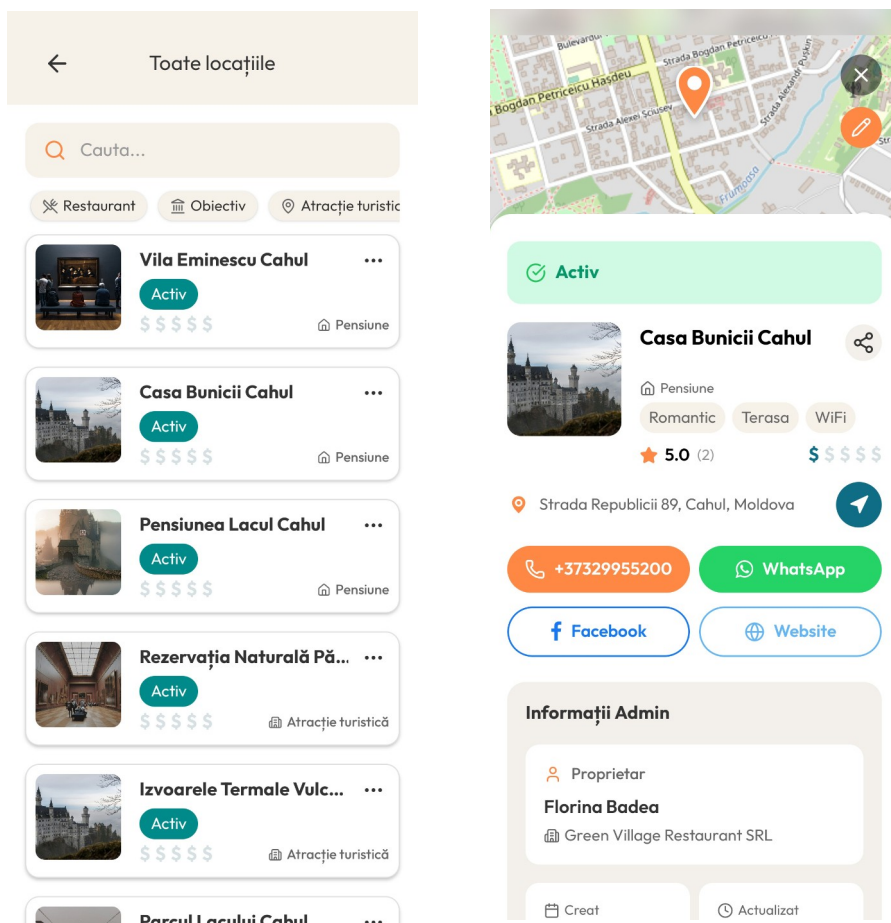 Toate locațiile
Cauta...
Restaurant
Obiectiv
Atracție turistic
Vila Eminescu Cahul
Activ
$ $ $ $ $
Pensiune
Casa Bunicii Cahul
Activ
$ $ $ $ $
Pensiune
Pensiunea Lacul Cahul
Activ
$ $ $ $ $
Pensiune
Rezervația Naturală Pă...
Activ
$ $ $ $ $
Atracție turistică
Izvoarele Termale Vulc...
Activ
$ $ $ $ $
Atracție turistică
Parcul Lacului Cahul
Bulevardul
Strada Bogdan Petriceicu
Bogdan Petriceicu Hașdeu
Strada Alexei Șciusev
Strada Alexandr Pușkin
Frumoasa
Str
Activ
Casa Bunicii Cahul
Pensiune
Romantic Terasa WiFi
5.0 (2)
$ $ $ $ $
Strada Republicii 89, Cahul, Moldova
+37329955200
WhatsApp
Facebook
Website
Informații Admin
Proprietar
Florina Badea
Green Village Restaurant SRL
Creat
Actualizat